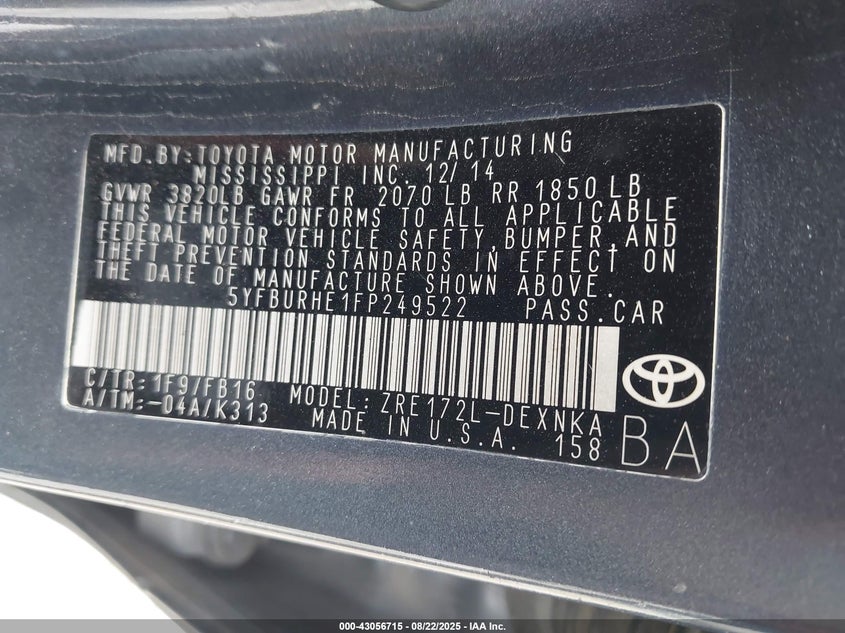 MFD. BY: TOYOTA MOTOR MANUFACTURING
MISSISSIPPI INC. 12/14
GVWR 3820LB GAWR FR 2070 LB RR 1850 LB
THIS VEHICLE CONFORMS TO ALL APPLICABLE
FEDERAL MOTOR VEHICLE SAFETY, BUMPER, AND
THEFT PREVENTION STANDARDS IN EFFECT ON
THE DATE OF MANUFACTURE SHOWN ABOVE.
5YFBURHE1FP249522 PASS. CAR
C/TR: 1F9/FB16
A/TM: -04A/K313
MODEL: ZRE172L-DEXNKA
MADE IN U.S.A. 158
BA
000-43056715 - 08/22/2025 - IAA Inc.